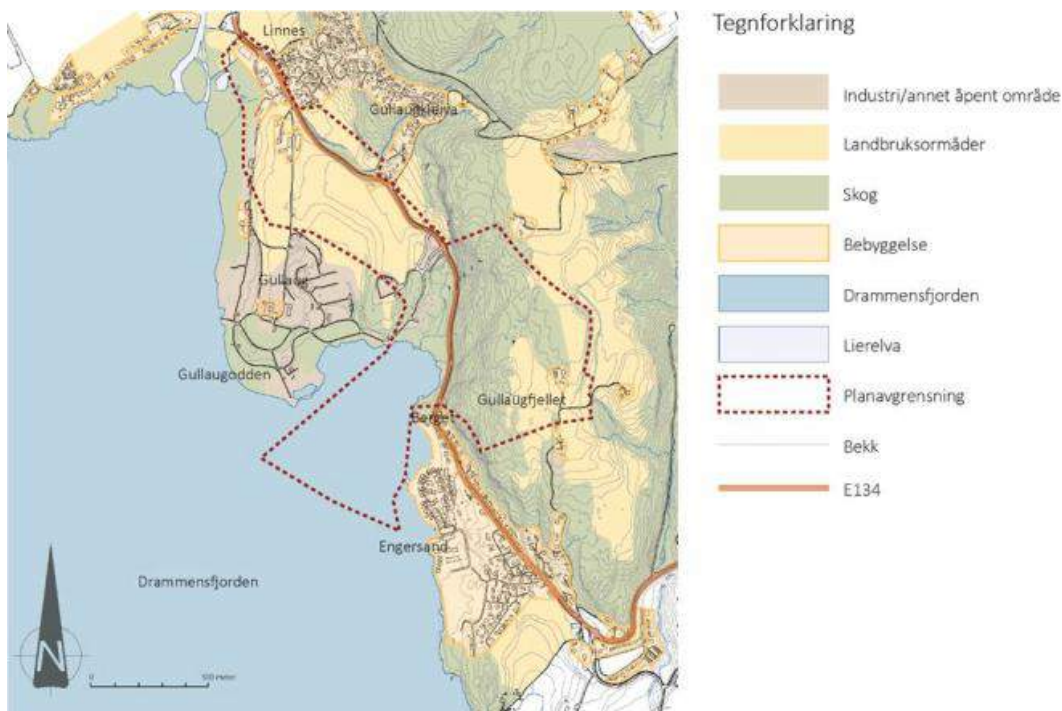 Tegnforklaring
Linnes
Gullaugkleiva
Gullaug
Gullaugodden
Gullaugfjellet
Berget
Engersand
Drammensfjorden
N
0 500 meter
Industri/annet åpent område
Landbruksormåder
Skog
Bebyggelse
Drammensfjorden
Lierelva
Planavgrensning
Bekk
E134